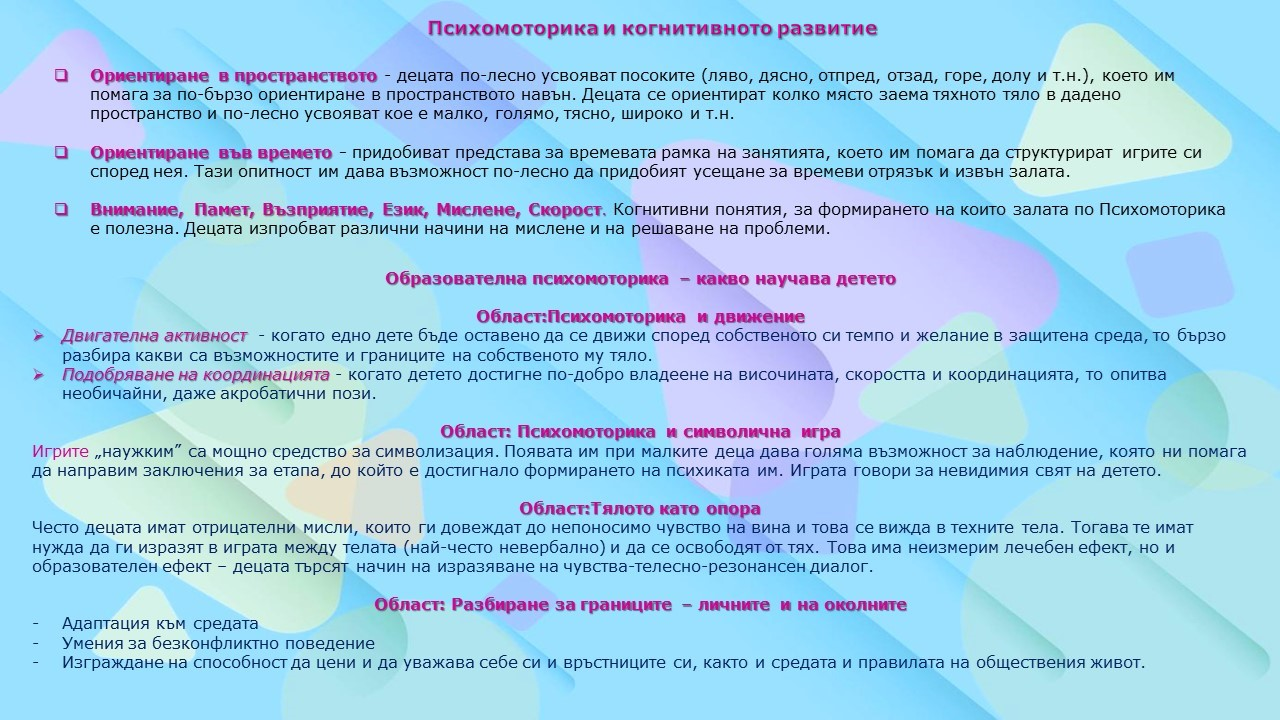 Психомоторика и когнитивното развитие
❑ Ориентиране в пространството - децата по-лесно усвояват посоките (ляво, дясно, отпред, отзад, горе, долу и т.н.), което им
помага за по-бързо ориентиране в пространството навън. Децата се ориентират колко място заема тяхното тяло в дадено
пространство и по-лесно усвояват кое е малко, голямо, тясно, широко и т.н.
❑ Ориентиране във времето – придобиват представа за времевата рамка на занятията, което им помага да структурират игрите си
според нея. Тази опитност им дава възможност по-лесно да придобият усещане за времеви отрязък и извън залата.
❑ Внимание, Памет, Възприятие, Език, Мислене, Скорост. Когнитивни понятия, за формирането на които залата по Психомоторика
е полезна. Децата изпробват различни начини на мислене и на решаване на проблеми.
Образователна психомоторика – какво научава детето
Област:Психомоторика и движение
➢ Двигателна активност - когато едно дете бъде оставено да се движи според собственото си темпо и желание в защитена среда, то бързо
разбира какви са възможностите и границите на собственото му тяло.
➢ Подобряване на координацията - когато детето достигне по-добро владеене на височината, скоростта и координацията, то опитва
необичайни, даже акробатични пози.
Област: Психомоторика и символична игра
Игрите „наужким” са мощно средство за символизация. Появата им при малките деца дава голяма възможност за наблюдение, която ни помага
да направим заключения за етапа, до който е достигнало формирането на психиката им. Играта говори за невидимия свят на детето.
Област:Тялото като опора
Често децата имат отрицателни мисли, които ги довеждат до непоносимо чувство на вина и това се вижда в техните тела. Тогава те имат
нужда да ги изразят в играта между телата (най-често невербално) и да се освободят от тях. Това има неизмерим лечебен ефект, но и
образователен ефект – децата търсят начин на изразяване на чувства-телесно-резонансен диалог.
Област: Разбиране за границите – личните и на околните
- Адаптация към средата
- Умения за безконфликтно поведение
- Изграждане на способност да цени и да уважава себе си и връстниците си, както и средата и правилата на обществения живот.